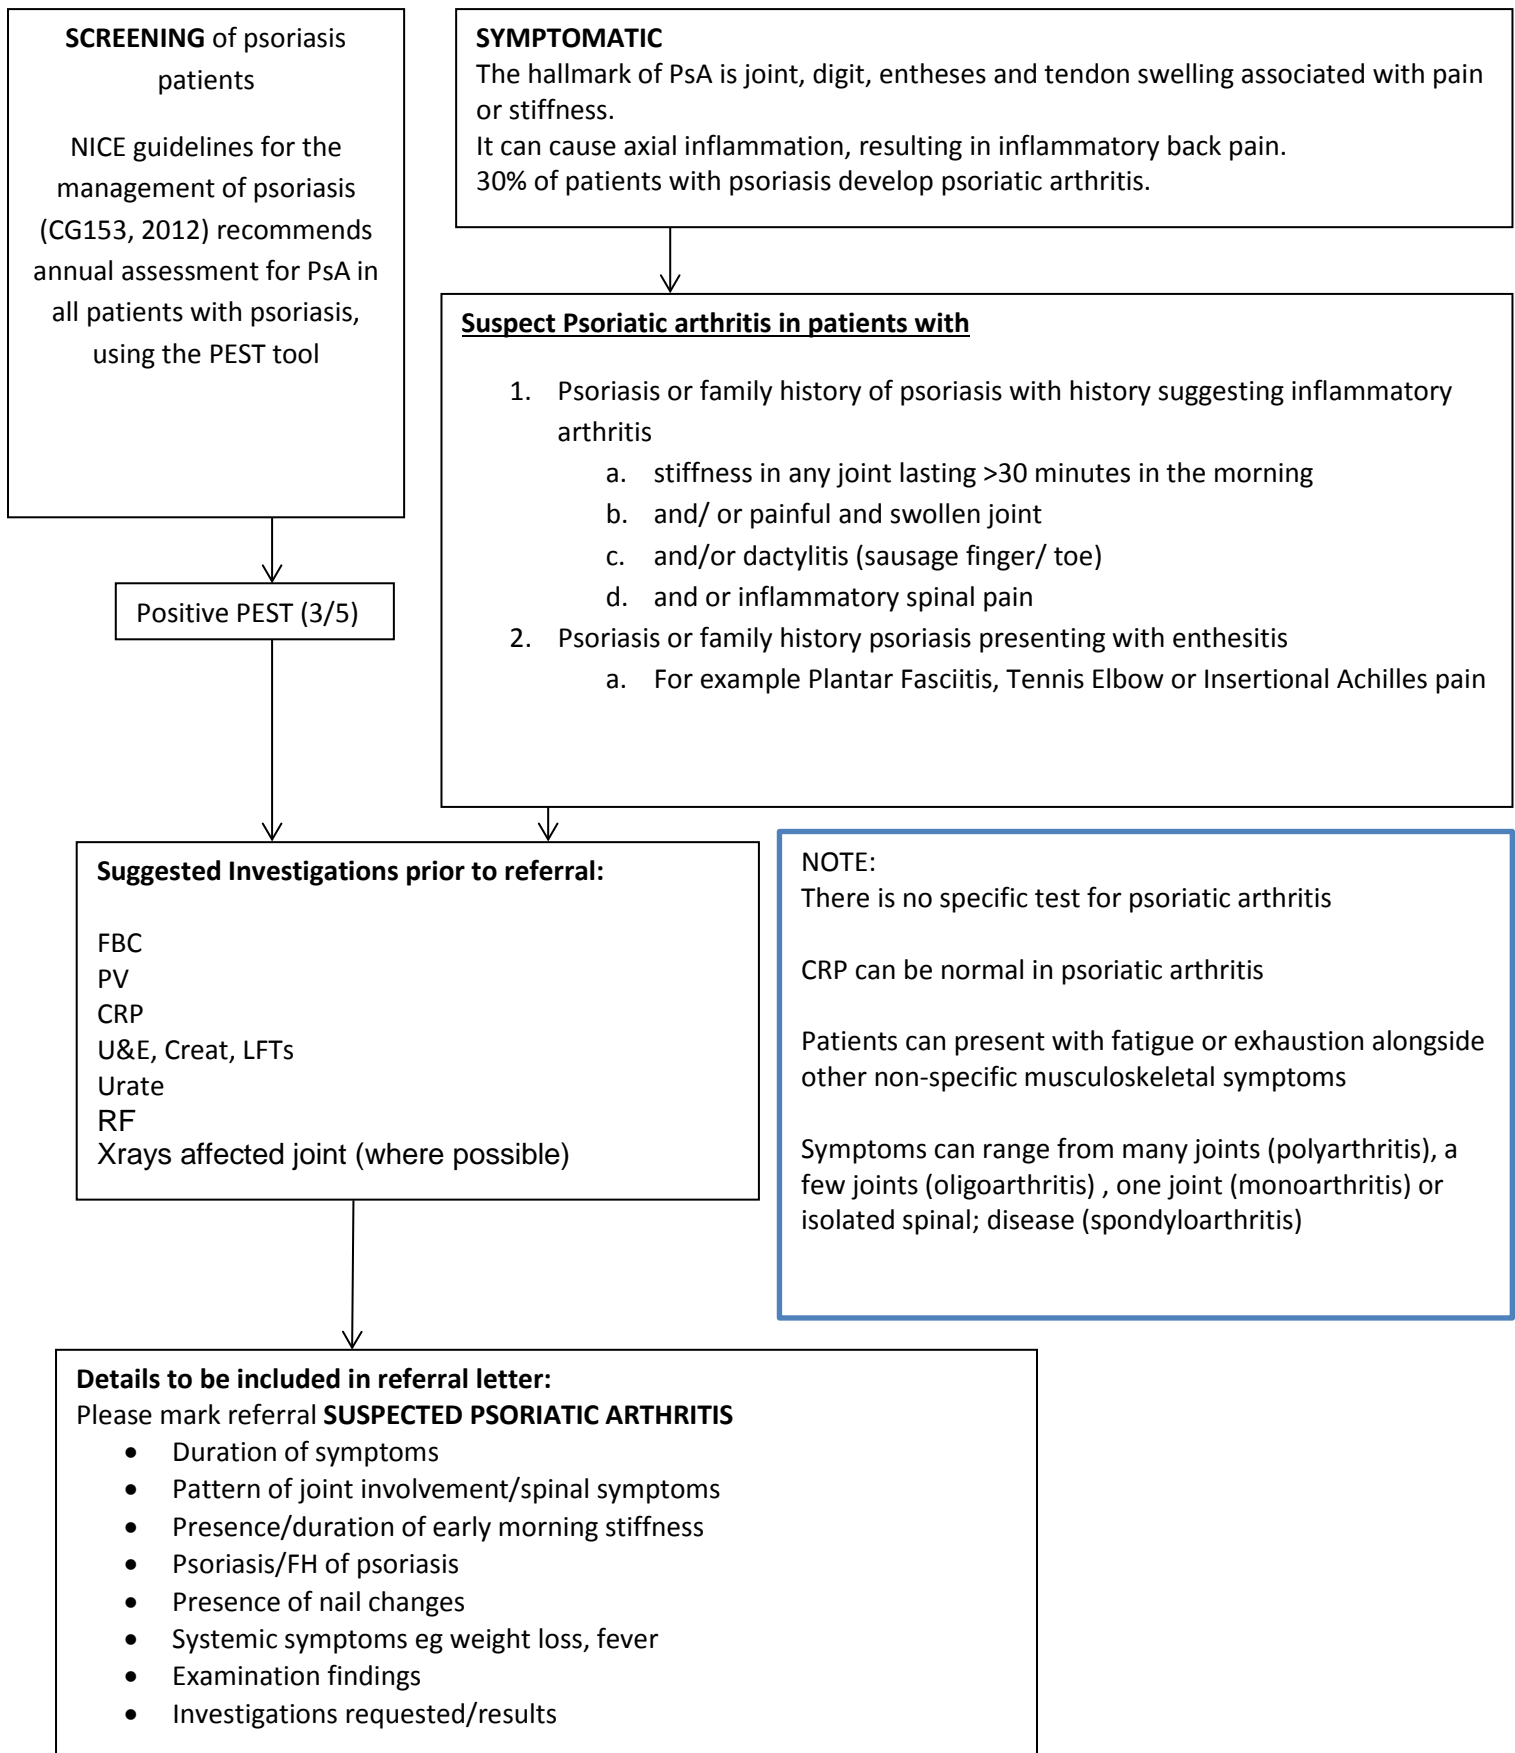 SCREENING of psoriasis
patients
NICE guidelines for the
management of psoriasis
(CG153, 2012) recommends
annual assessment for PsA in
all patients with psoriasis,
using the PEST tool
Positive PEST (3/5)
SYMPTOMATIC
The hallmark of PsA is joint, digit, entheses and tendon swelling associated with pain
or stiffness.
It can cause axial inflammation, resulting in inflammatory back pain.
30% of patients with psoriasis develop psoriatic arthritis.
Suspect Psoriatic arthritis in patients with
1. Psoriasis or family history of psoriasis with history suggesting inflammatory
arthritis
a. stiffness in any joint lasting >30 minutes in the morning
b. and/ or painful and swollen joint
c. and/or dactylitis (sausage finger/ toe)
d. and or inflammatory spinal pain
2. Psoriasis or family history psoriasis presenting with enthesitis
a. For example Plantar Fasciitis, Tennis Elbow or Insertional Achilles pain
Suggested Investigations prior to referral:
FBC
PV
CRP
U&E, Creat, LFTs
Urate
RF
Xrays affected joint (where possible)
NOTE:
There is no specific test for psoriatic arthritis
CRP can be normal in psoriatic arthritis
Patients can present with fatigue or exhaustion alongside
other non-specific musculoskeletal symptoms
Symptoms can range from many joints (polyarthritis), a
few joints (oligoarthritis) , one joint (monoarthritis) or
isolated spinal; disease (spondyloarthritis)
Details to be included in referral letter:
Please mark referral SUSPECTED PSORIATIC ARTHRITIS
• Duration of symptoms
• Pattern of joint involvement/spinal symptoms
• Presence/duration of early morning stiffness
• Psoriasis/FH of psoriasis
• Presence of nail changes
• Systemic symptoms eg weight loss, fever
• Examination findings
• Investigations requested/results